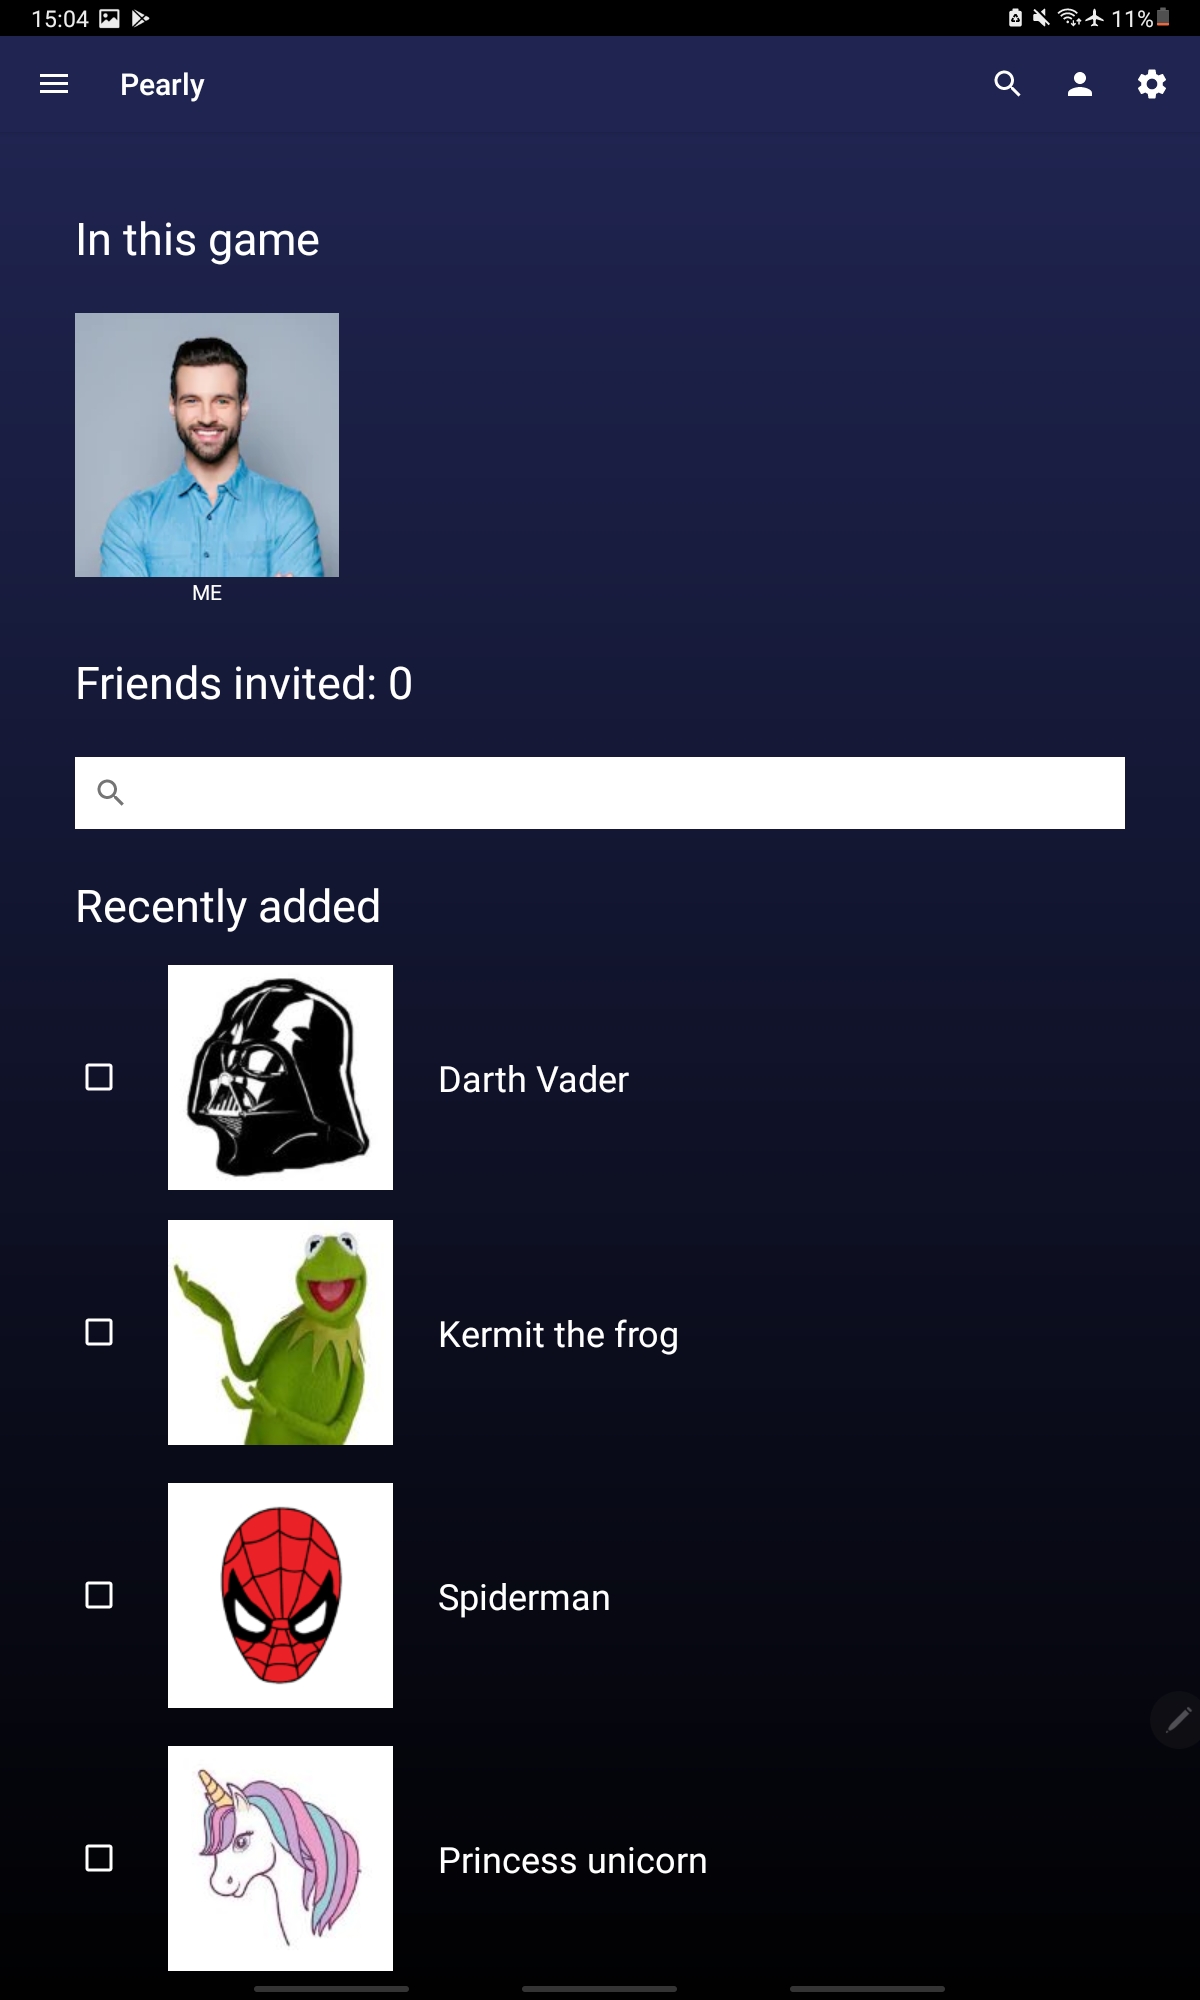 15:04
11%
Pearly
In this game
ME
Friends invited: 0
Recently added
Darth Vader
Kermit the frog
Spiderman
Princess unicorn